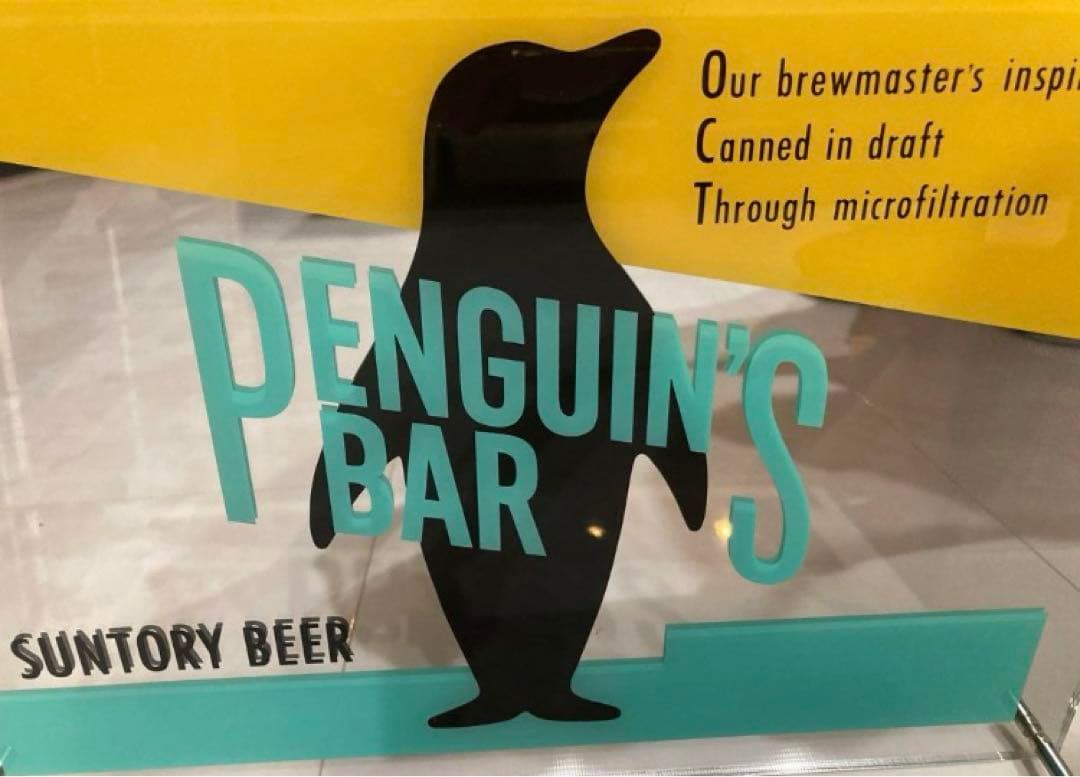 Our brewmaster's
Canned in draft
Through microfiltration
PENGUIN'S
BAR
SUNTORY BEER